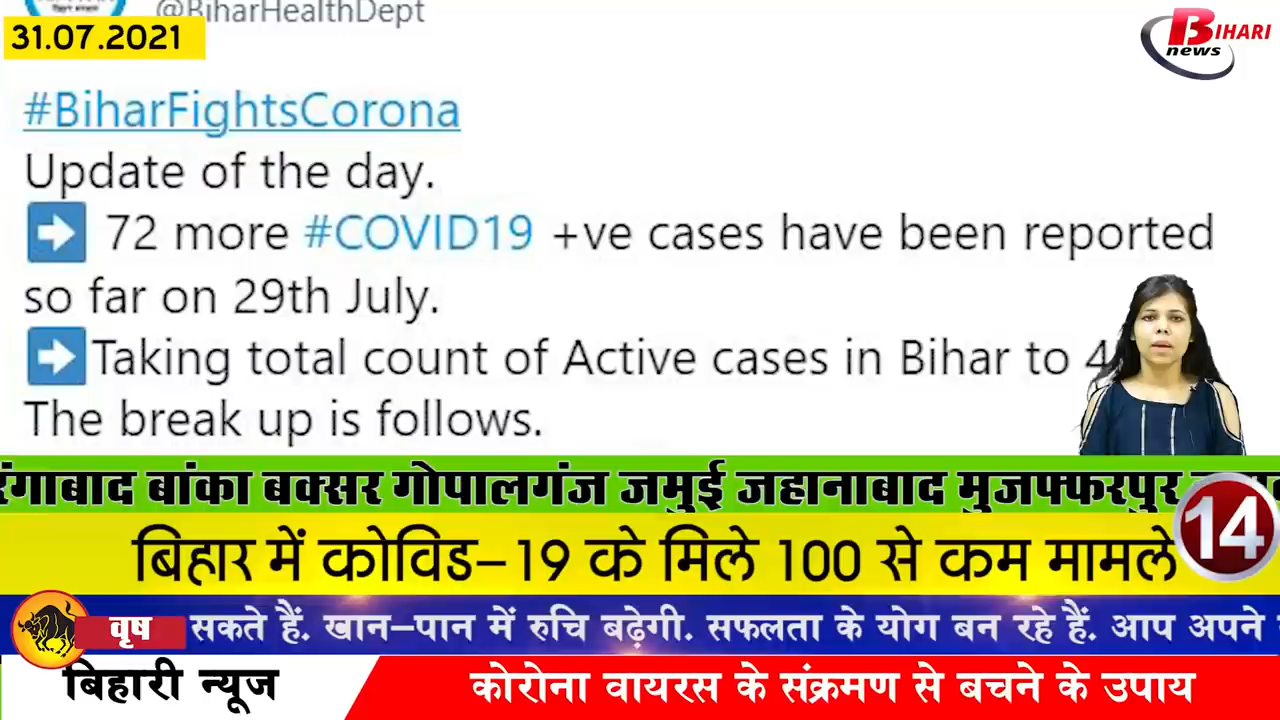 @BiharHealthDept
31.07.2021
BIHARI
news
#BiharFightsCorona
Update of the day.
72 more #COVID19 +ve cases have been reported
so far on 29th July.
Taking total count of Active cases in Bihar to 4
The break up is follows.
बांका बक्सर गोपालगंज जमुई जहानाबाद मुजफ्फरपुर
14
बिहार में कोविड-19 के मिले 100 से कम मामले
वृष सकते हैं. खान-पान में रुचि बढ़ेगी. सफलता के योग बन रहे हैं. आप अपने
बिहारी न्यूज कोरोना वायरस के संक्रमण से बचने के उपाय